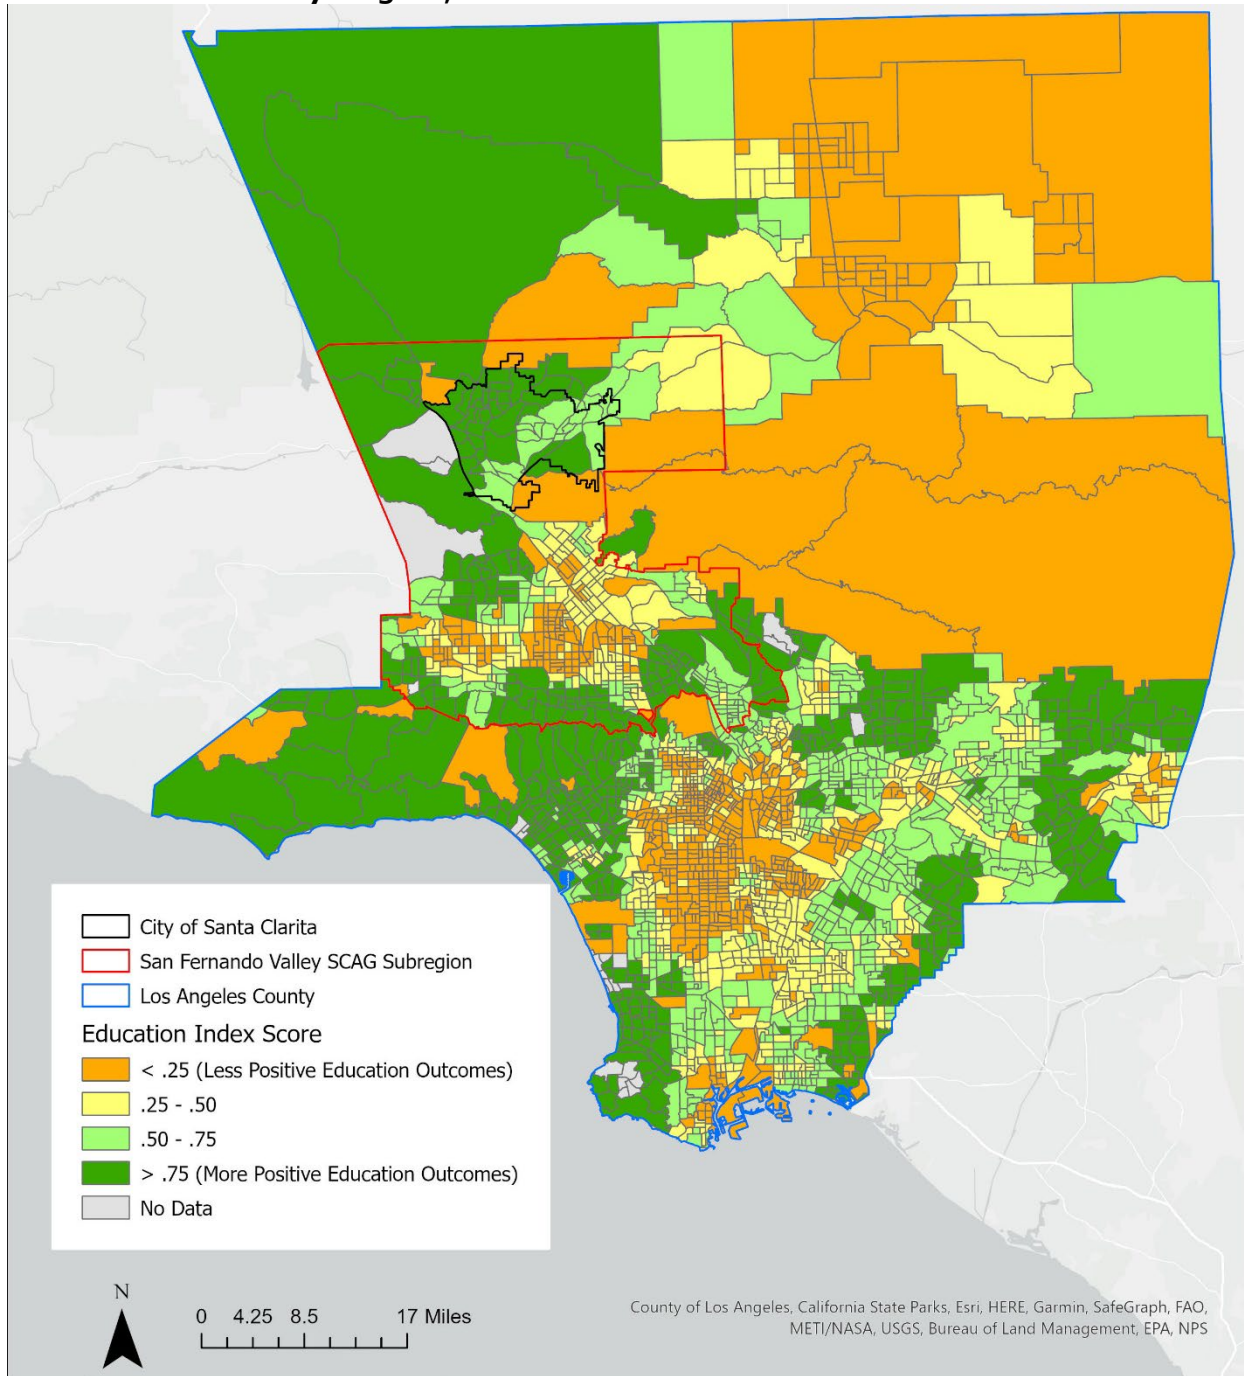 City of Santa Clarita
San Fernando Valley SCAG Subregion
Los Angeles County
Education Index Score
< .25 (Less Positive Education Outcomes)
.25 - .50
.50 - .75
> .75 (More Positive Education Outcomes)
No Data
N
0 4.25 8.5 17 Miles
County of Los Angeles, California State Parks, Esri, HERE, Garmin, SafeGraph, FAO,
METI/NASA, USGS, Bureau of Land Management, EPA, NPS